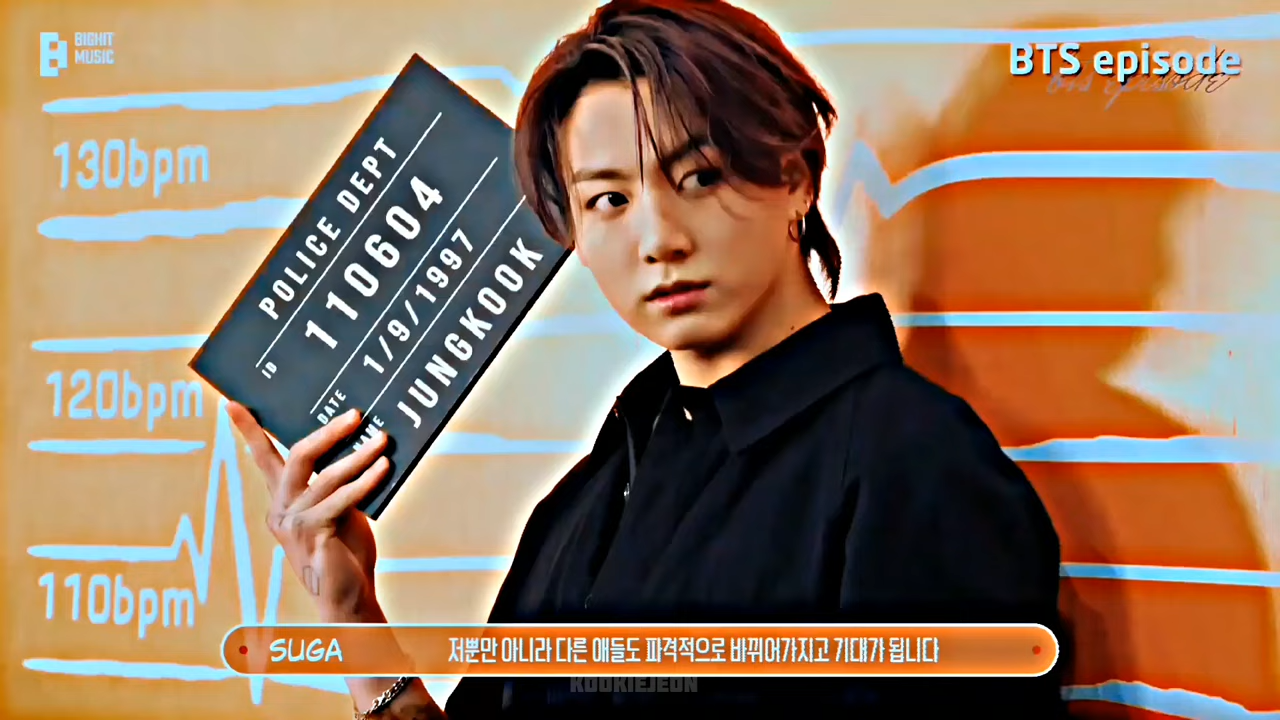 BIGHIT
MUSIC
BTS episode
130bpm
POLICE DEPT
ID 110604
DATE 1/9/1997
NAME JUNGKOOK
120bpm
110bpm
SUGA 저뿐만 아니라 다른 애들도 파격적으로 바뀌어가지고 기대가 됩니다
KOOKIEJEON